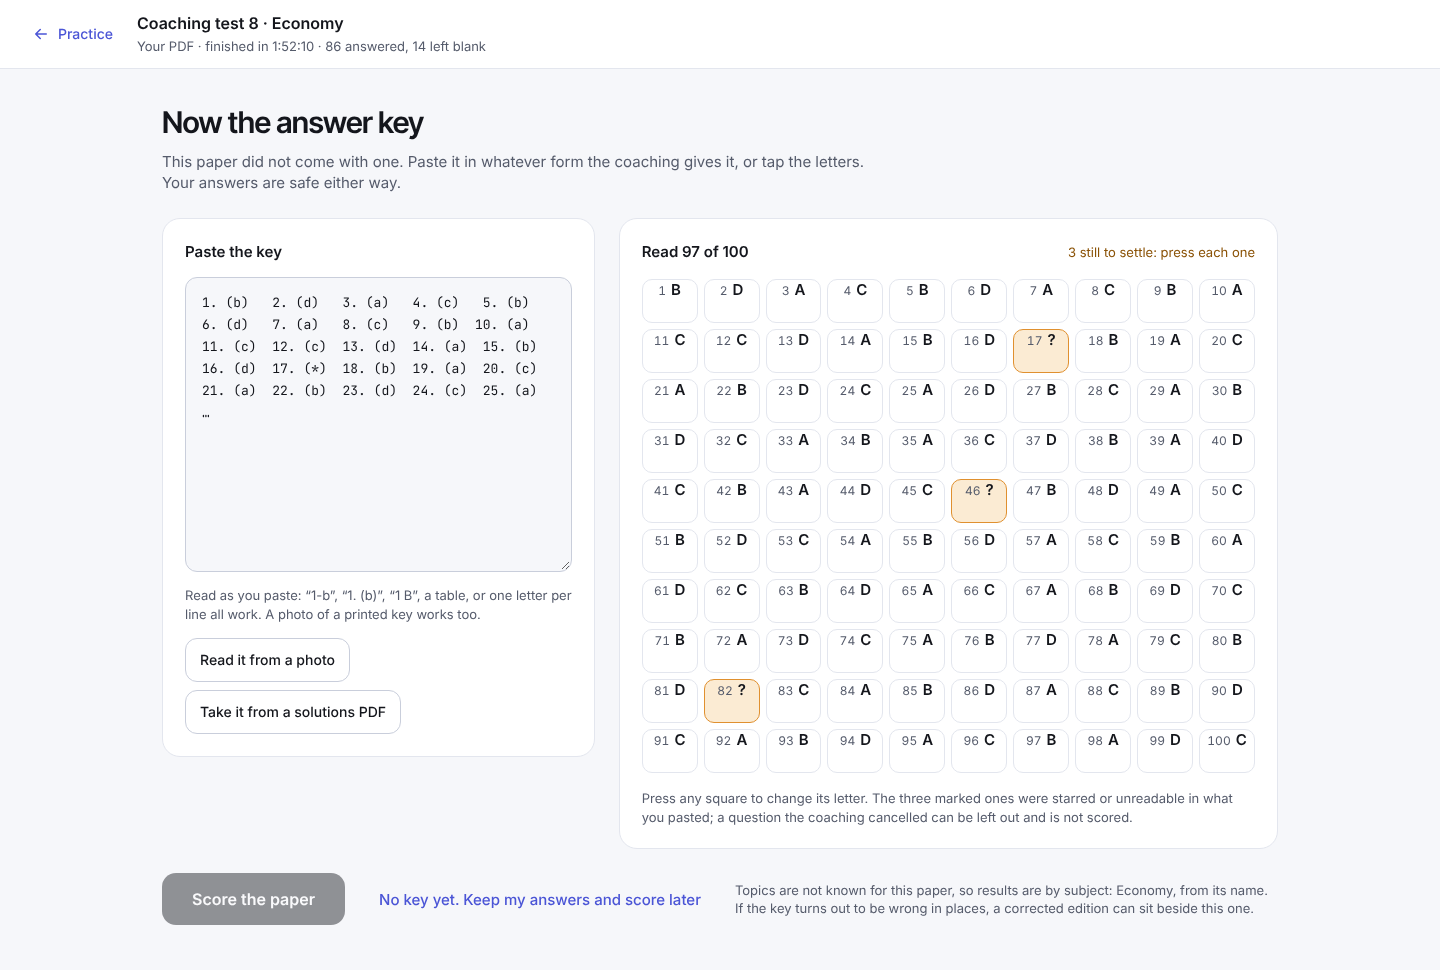 ← Practice
Coaching test 8 · Economy
Your PDF · finished in 1:52:10 · 86 answered, 14 left blank
Now the answer key
This paper did not come with one. Paste it in whatever form the coaching gives it, or tap the letters.
Your answers are safe either way.
Paste the key
1. (b) 2. (d) 3. (a) 4. (c) 5. (b)
6. (d) 7. (a) 8. (c) 9. (b) 10. (a)
11. (c) 12. (c) 13. (d) 14. (a) 15. (b)
16. (d) 17. (*) 18. (b) 19. (a) 20. (c)
21. (a) 22. (b) 23. (d) 24. (c) 25. (a)
…
Read as you paste: “1-b”, “1. (b)”, “1 B”, a table, or one letter per
line all work. A photo of a printed key works too.
Read it from a photo
Take it from a solutions PDF
Read 97 of 100
3 still to settle: press each one
1 B 2 D 3 A 4 C 5 B 6 D 7 A 8 C 9 B 10 A
11 C 12 C 13 D 14 A 15 B 16 D 17 ? 18 B 19 A 20 C
21 A 22 B 23 D 24 C 25 A 26 D 27 B 28 C 29 A 30 B
31 D 32 C 33 A 34 B 35 A 36 C 37 D 38 B 39 A 40 D
41 C 42 B 43 A 44 D 45 C 46 ? 47 B 48 D 49 A 50 C
51 B 52 D 53 C 54 A 55 B 56 D 57 A 58 C 59 B 60 A
61 D 62 C 63 B 64 D 65 A 66 C 67 A 68 B 69 D 70 C
71 B 72 A 73 D 74 C 75 A 76 B 77 D 78 A 79 C 80 B
81 D 82 ? 83 C 84 A 85 B 86 D 87 A 88 C 89 B 90 D
91 C 92 A 93 B 94 D 95 A 96 C 97 B 98 A 99 D 100 C
Press any square to change its letter. The three marked ones were starred or unreadable in what
you pasted; a question the coaching cancelled can be left out and is not scored.
Score the paper
No key yet. Keep my answers and score later
Topics are not known for this paper, so results are by subject: Economy, from its name.
If the key turns out to be wrong in places, a corrected edition can sit beside this one.